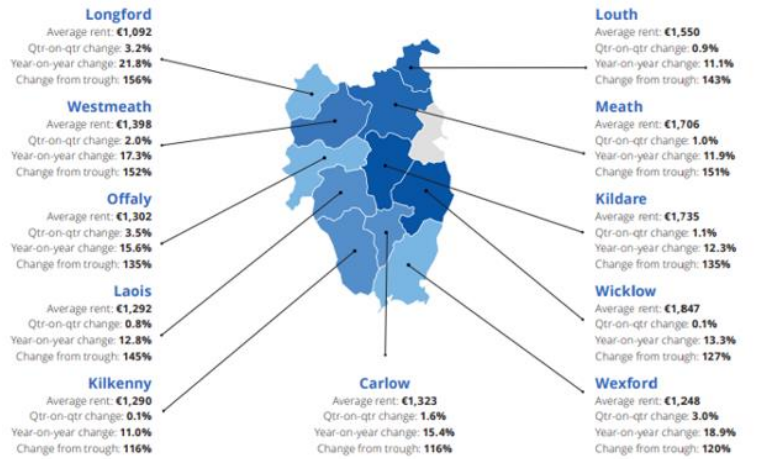 Longford
Average rent: €1,092
Qtr-on-qtr change: 3.2%
Year-on-year change: 21.8%
Change from trough: 156%
Westmeath
Average rent: €1,398
Qtr-on-qtr change: 2.0%
Year-on-year change: 17.3%
Change from trough: 152%
Offaly
Average rent: €1,302
Qtr-on-qtr change: 3.5%
Year-on-year change: 15.6%
Change from trough: 135%
Laois
Average rent: €1,292
Qtr-on-qtr change: 0.8%
Year-on-year change: 12.8%
Change from trough: 145%
Kilkenny
Average rent: €1,290
Qtr-on-qtr change: 0.1%
Year-on-year change: 11.0%
Change from trough: 116%
Carlow
Average rent: €1,323
Qtr-on-qtr change: 1.6%
Year-on-year change: 15.4%
Change from trough: 116%
Louth
Average rent: €1,550
Qtr-on-qtr change: 0.9%
Year-on-year change: 11.1%
Change from trough: 143%
Meath
Average rent: €1,706
Qtr-on-qtr change: 1.0%
Year-on-year change: 11.9%
Change from trough: 151%
Kildare
Average rent: €1,735
Qtr-on-qtr change: 1.1%
Year-on-year change: 12.3%
Change from trough: 135%
Wicklow
Average rent: €1,847
Qtr-on-qtr change: 0.1%
Year-on-year change: 13.3%
Change from trough: 127%
Wexford
Average rent: €1,248
Qtr-on-qtr change: 3.0%
Year-on-year change: 18.9%
Change from trough: 120%